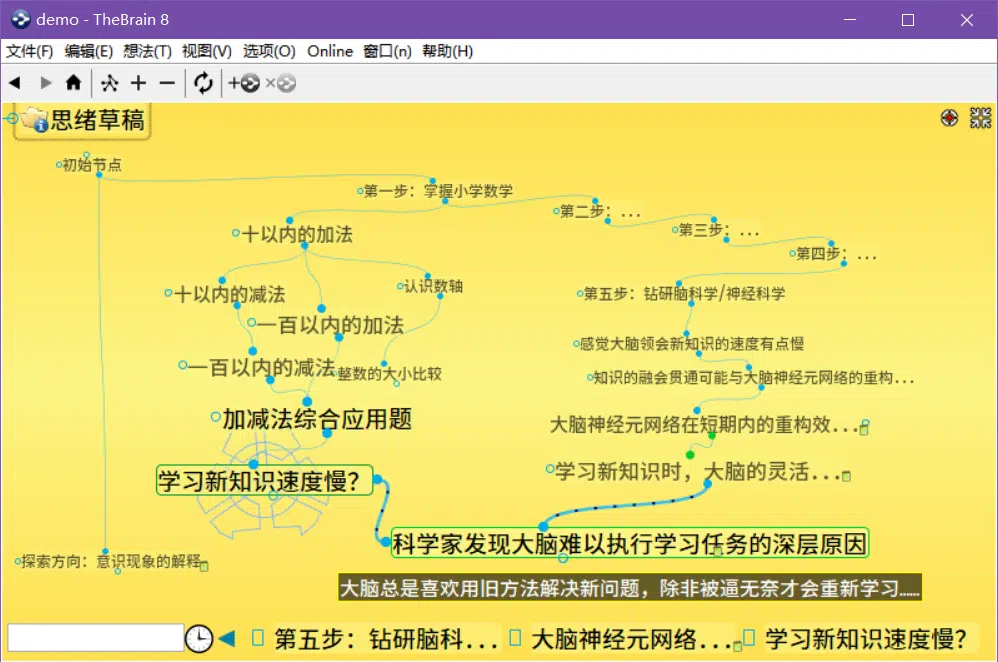 demo - TheBrain 8
文件(F) 编辑(E) 想法(T) 视图(V) 选项(O) Online 窗口(n) 帮助(H)
思绪草稿
初始节点
第一步：掌握小学数学
第二步：...
第三步：...
第四步：...
十以内的加法
十以内的减法
认识数轴
第五步：钻研脑科学/神经科学
一百以内的加法
感觉大脑领会新知识的速度有点慢
一百以内的减法
整数的大小比较
知识的融会贯通可能与大脑神经元网络的重构...
加减法综合应用题
大脑神经元网络在短期内的重构效...
学习新知识时，大脑的灵活...
学习新知识速度慢？
科学家发现大脑难以执行学习任务的深层原因
探索方向：意识现象的解释
大脑总是喜欢用旧方法解决新问题，除非被逼无奈才会重新学习……
第五步：钻研脑科... 大脑神经元网络... 学习新知识速度慢？